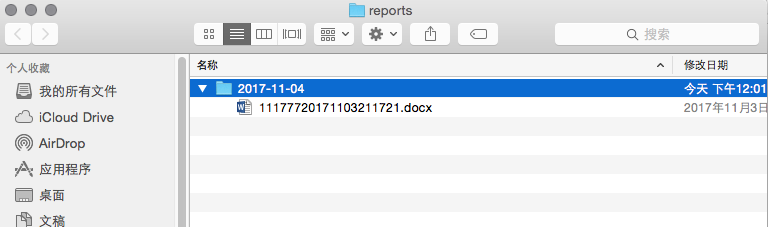 reports
搜索
个人收藏
我的所有文件
iCloud Drive
AirDrop
应用程序
桌面
文稿
名称 修改日期
2017-11-04 今天 下午12:01
11177720171103211721.docx 2017年11月3日